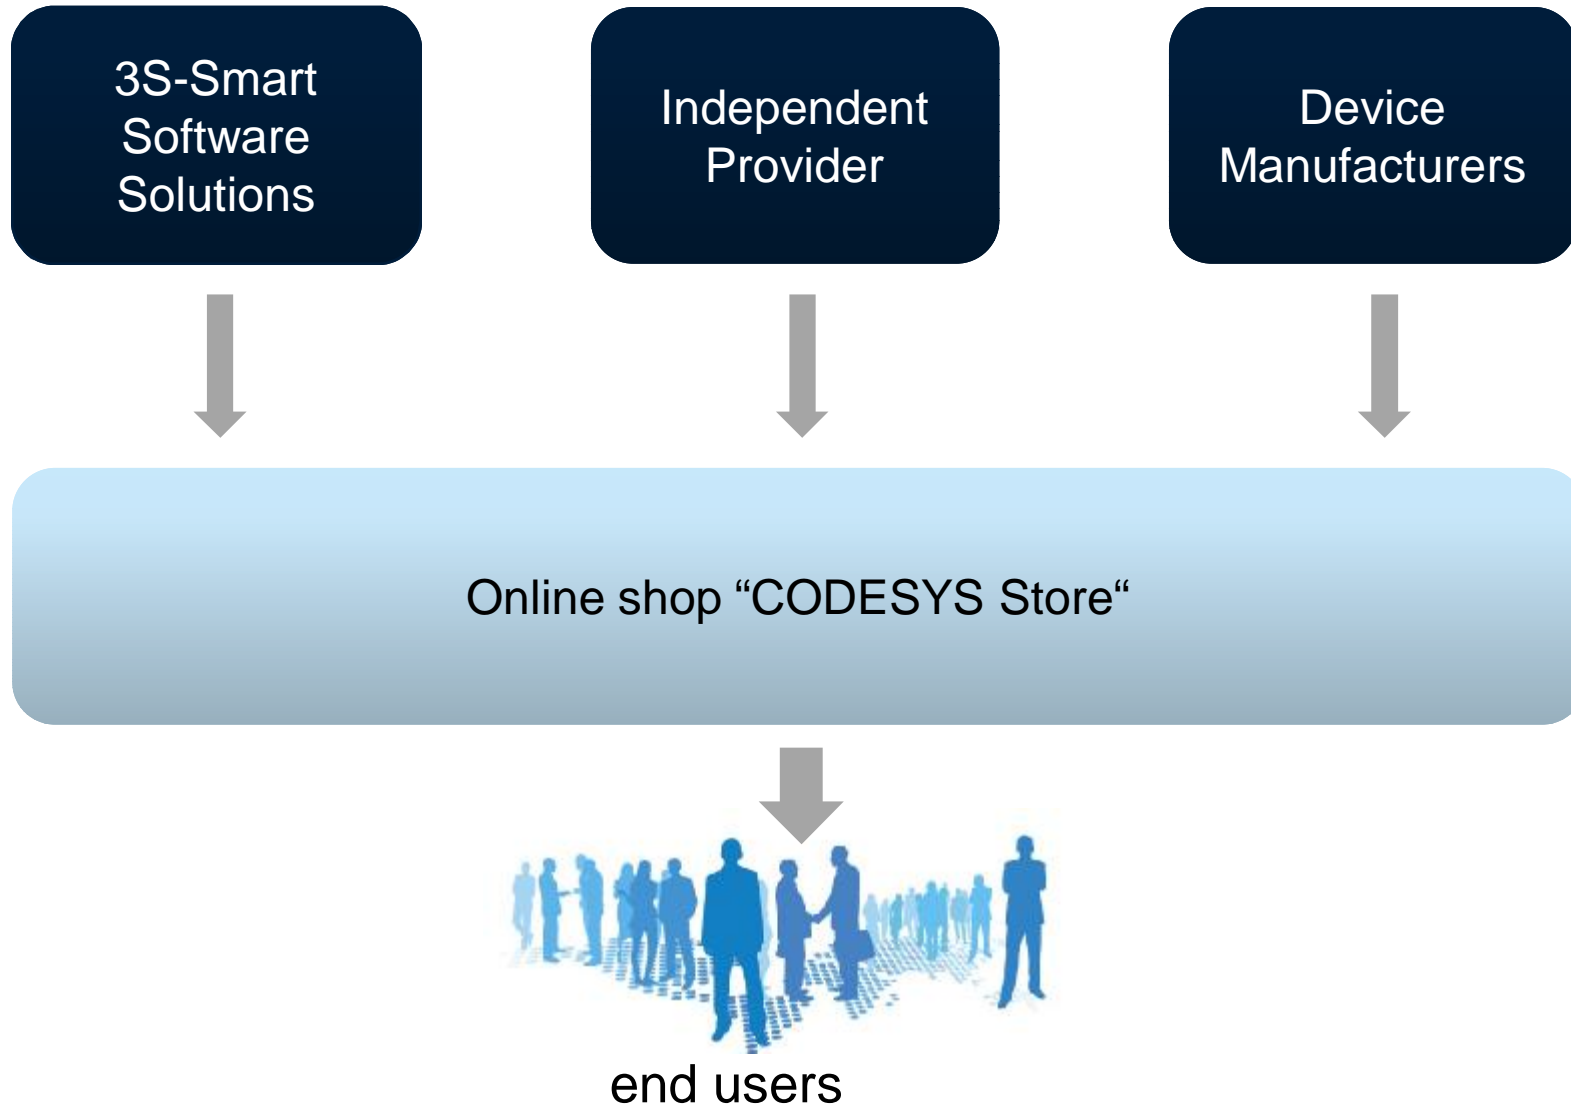 3S-Smart
Software
Solutions
Independent
Provider
Device
Manufacturers
Online shop “CODESYS Store“
end users